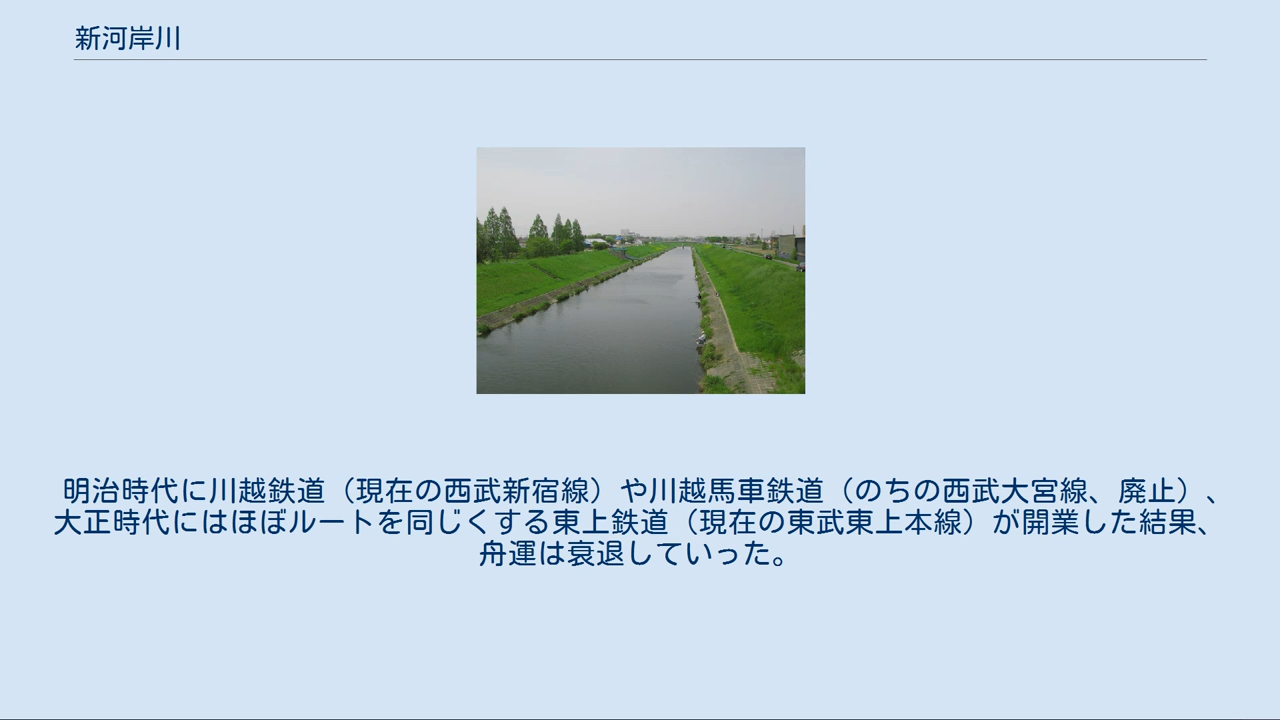 新河岸川
明治時代に川越鉄道（現在の西武新宿線）や川越馬車鉄道（のちの西武大宮線、廃止）、
大正時代にはほぼルートを同じくする東上鉄道（現在の東武東上本線）が開業した結果、
舟運は衰退していった。